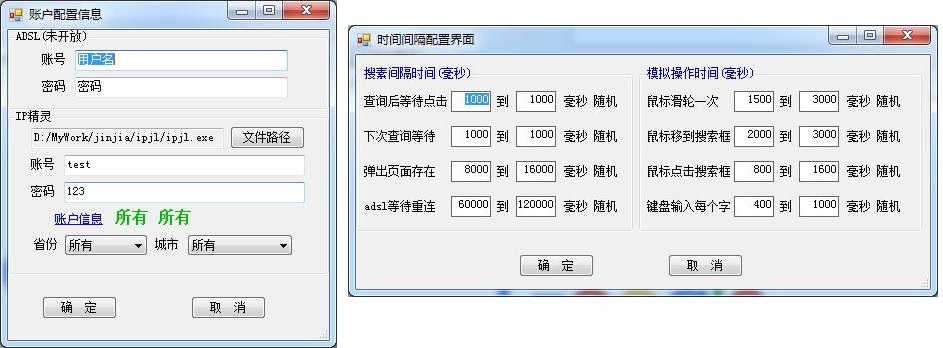 账户配置信息
ADSL(未开放)
账号 用户名
密码 密码
IP精灵
D:/MyWork/jinjia/ipjl/ipjl.exe 文件路径
账号 test
密码 123
账户信息 所有 所有
省份 所有 城市 所有
确 定 取 消
时间间隔配置界面
搜素间隔时间(毫秒)
查询后等待点击 1000 到 1000 毫秒 随机
下次查询等待 1000 到 1000 毫秒 随机
弹出页面存在 8000 到 16000 毫秒 随机
adsl等待重连 60000 到 120000 毫秒 随机
模拟操作时间(毫秒)
鼠标滑轮一次 1500 到 3000 毫秒 随机
鼠标移到搜索框 2000 到 3000 毫秒 随机
鼠标点击搜索框 800 到 1600 毫秒 随机
键盘输入每个字 400 到 1000 毫秒 随机
确 定 取 消